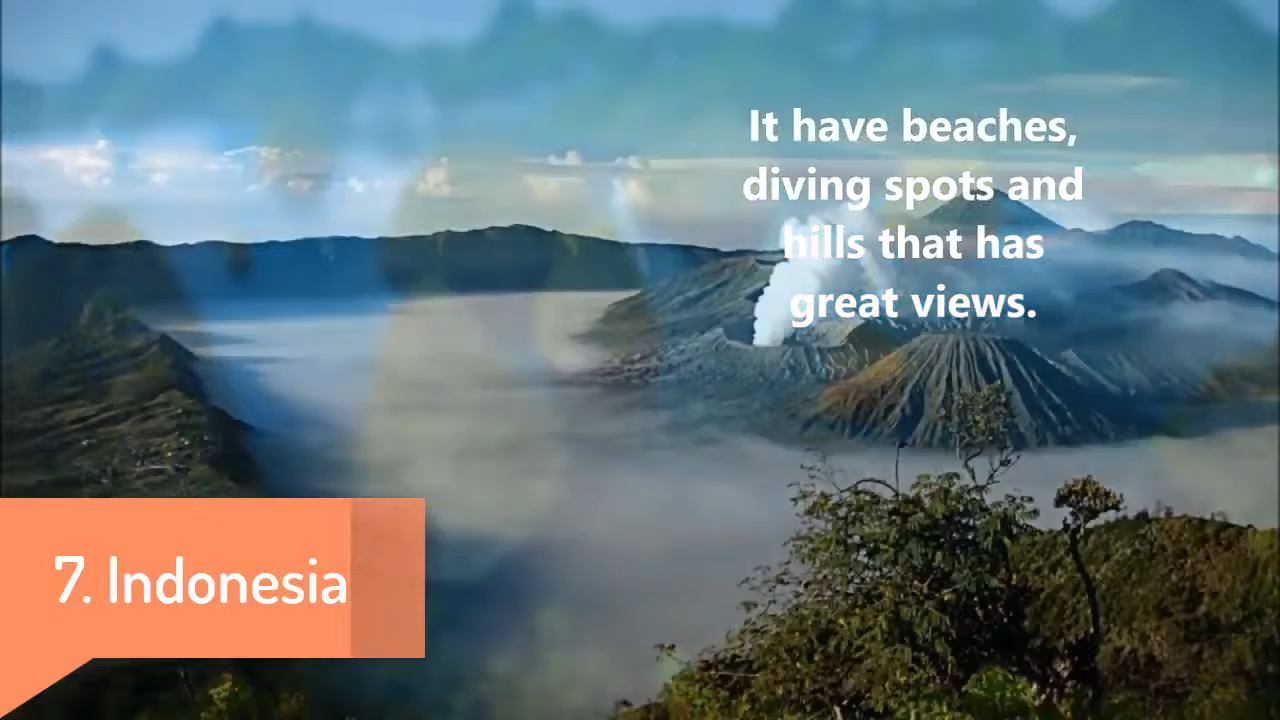 It have beaches,
diving spots and
hills that has
great views.
7. Indonesia